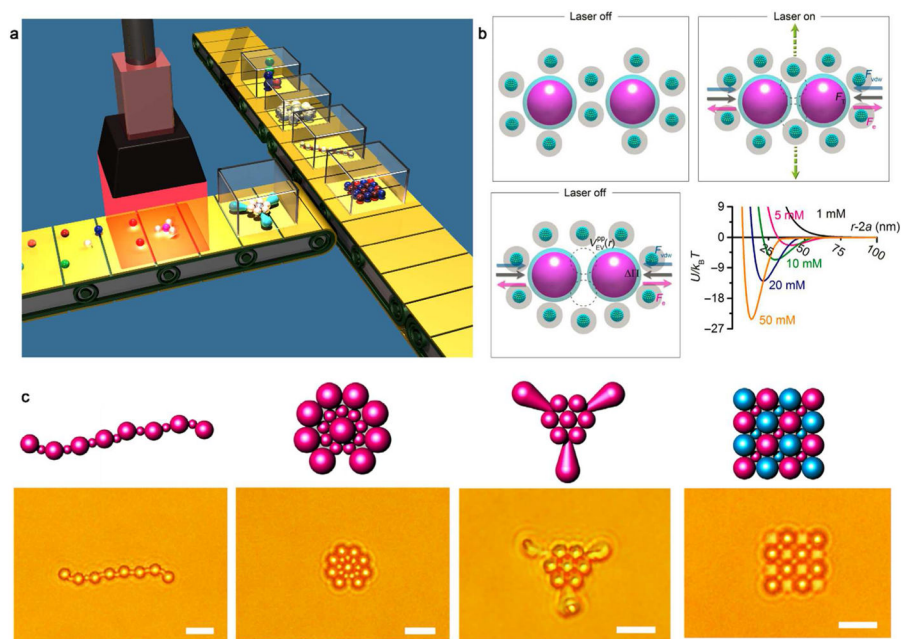 a
b
Laser off
Laser on
F_vdw
F_e
Laser off
V_EV^pp(r)
F_vdw
ΔΠ
F_e
9
5 mM
1 mM
r-2a (nm)
0
25
50
75
100
U/k_BT
-9
10 mM
-18
20 mM
-27
50 mM
c